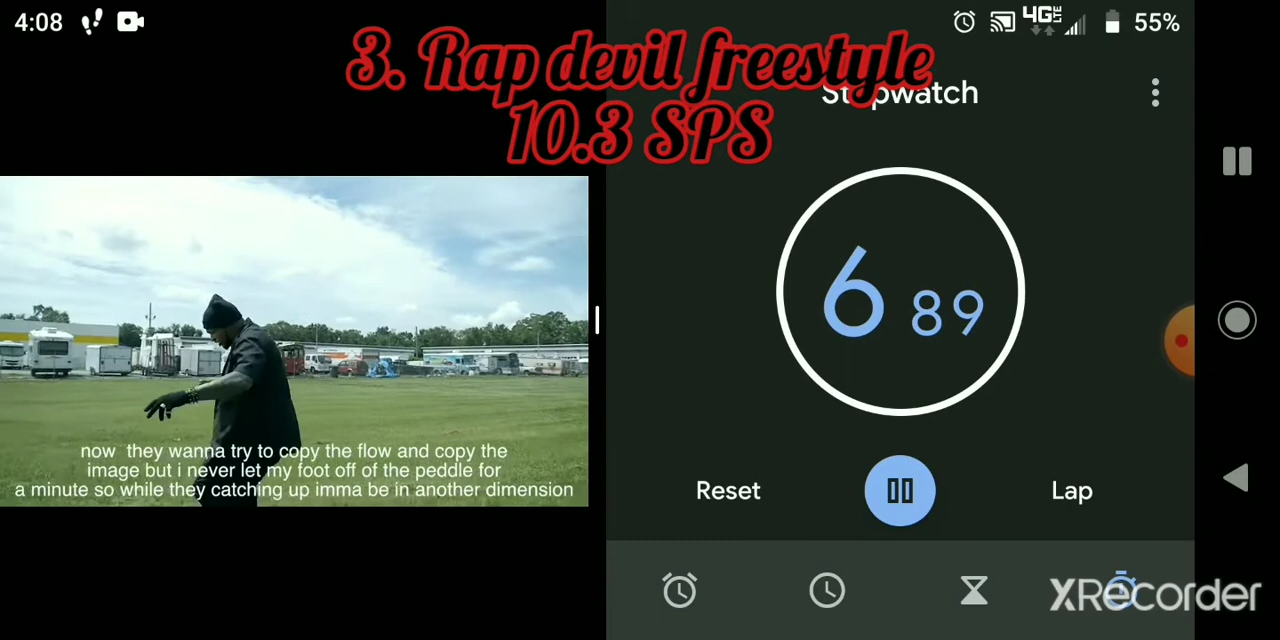 4:08
4G LTE
55%
3. Rap devil freestyle
10.3 SPS
Stopwatch
6 89
now they wanna try to copy the flow and copy the
image but i never let my foot off of the peddle for
a minute so while they catching up imma be in another dimension
Reset
Lap
XRecorder